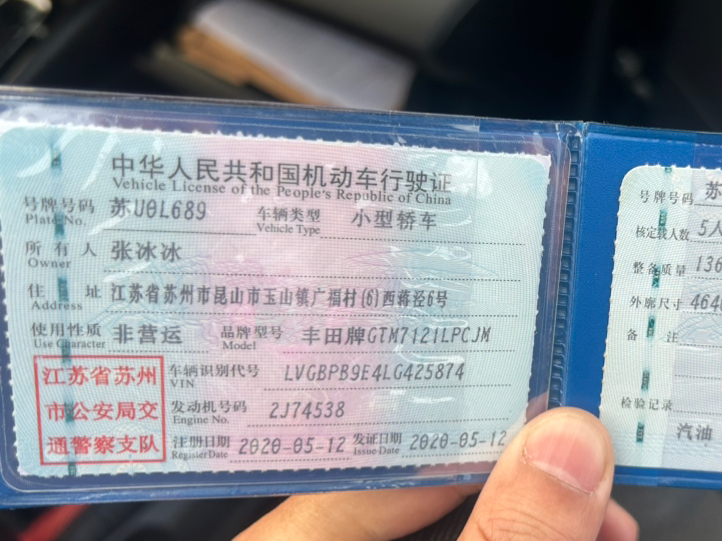 中华人民共和国机动车行驶证
Vehicle License of the People's Republic of China
号牌号码 苏U0L689 车辆类型 小型轿车
Plate No. Vehicle Type
所有人 张冰冰
Owner
住址 江苏省苏州市昆山市玉山镇广福村(6)西蒋泾6号
Address
使用性质 非营运 品牌型号 丰田牌GTM7121LPCJM
Use Character Model
江苏省苏州
市公安局交
通警察支队
车辆识别代号 LVGBPB9E4LG425874
VIN
发动机号码 2J74538
Engine No.
注册日期 2020-05-12 发证日期 2020-05-12
Register Date Issue Date
号牌号码 苏
核定载人数 5人
整备质量 136
外廓尺寸 464
备注
检验记录
汽油